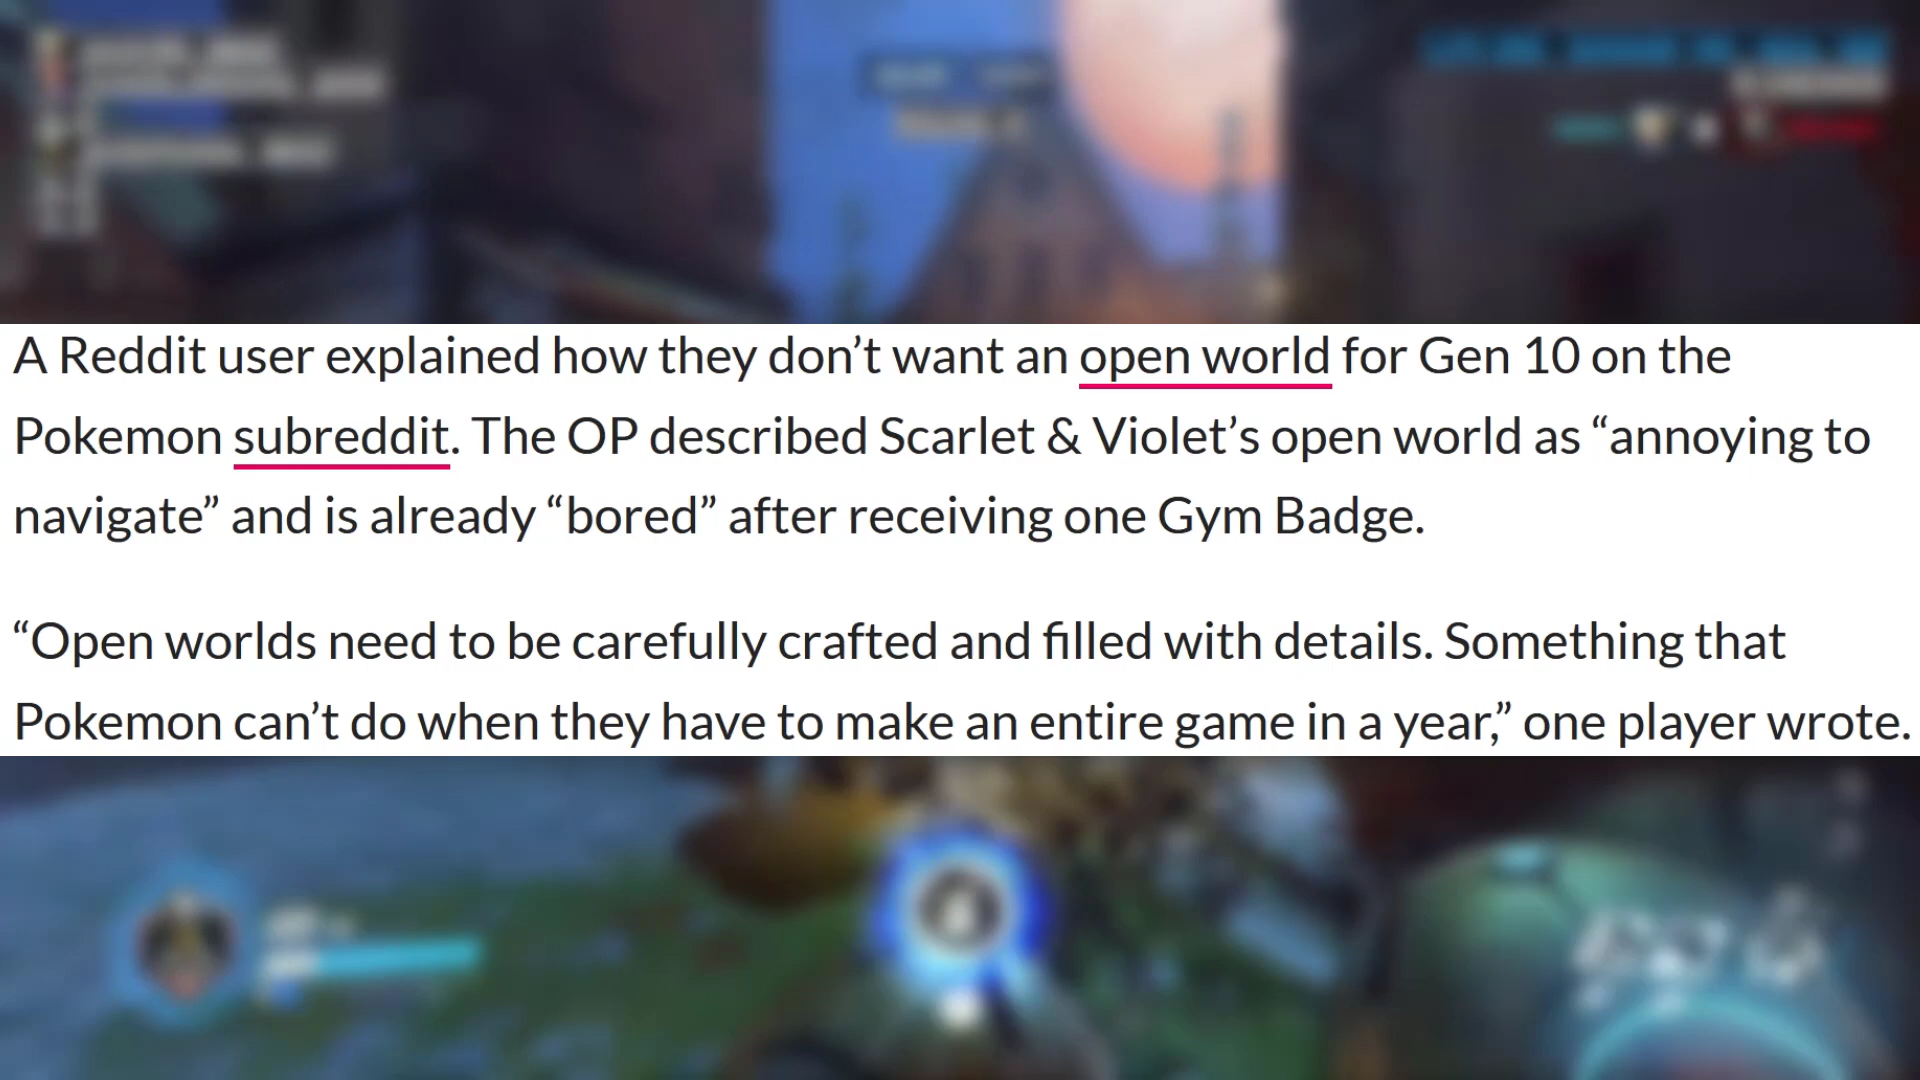 A Reddit user explained how they don’t want an open world for Gen 10 on the
Pokemon subreddit. The OP described Scarlet & Violet’s open world as “annoying to
navigate” and is already “bored” after receiving one Gym Badge.
“Open worlds need to be carefully crafted and filled with details. Something that
Pokemon can’t do when they have to make an entire game in a year,” one player wrote.